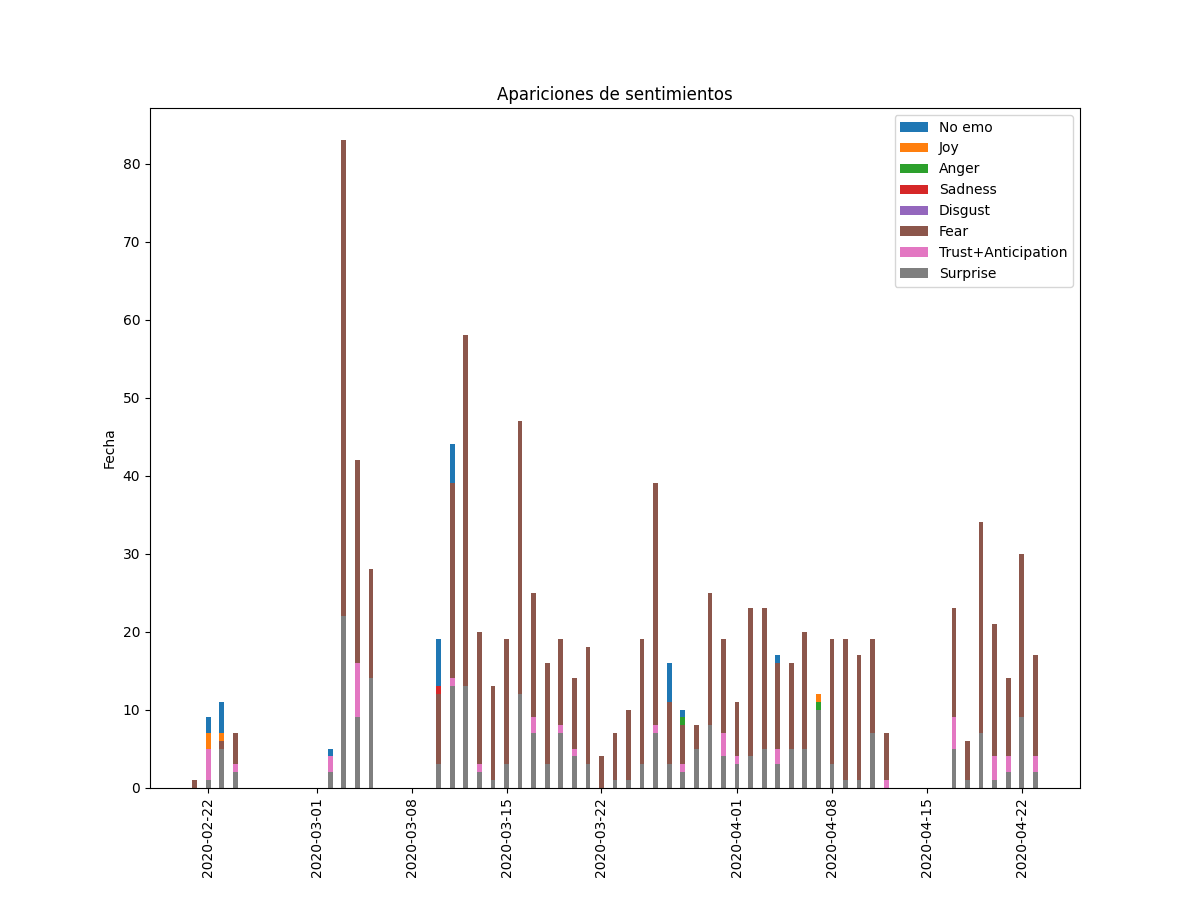 Apariciones de sentimientos
No emo
Joy
Anger
Sadness
Disgust
Fear
Trust+Anticipation
Surprise
Fecha
80
70
60
50
40
30
20
10
0
2020-02-22
2020-03-01
2020-03-08
2020-03-15
2020-03-22
2020-04-01
2020-04-08
2020-04-15
2020-04-22